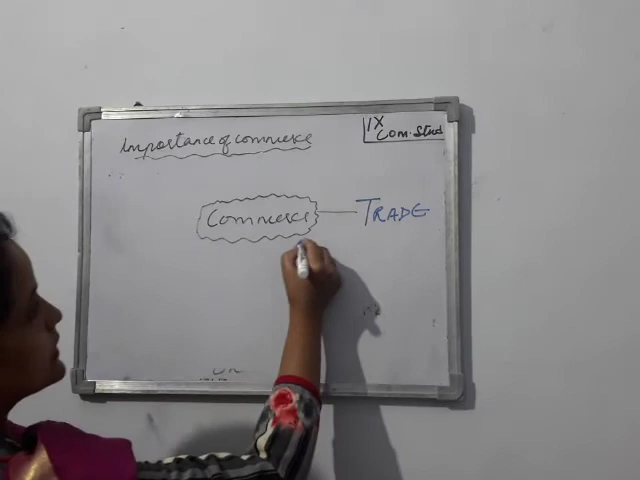 Importance of commerce
IX
Com. Stud
Commerce
TRADE